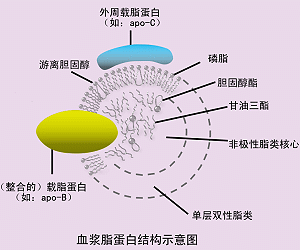 外周载脂蛋白
（如：apo-C）
游离胆固醇
磷脂
胆固醇酯
甘油三酯
非极性脂类核心
（整合的）载脂蛋白
（如：apo-B）
单层双性脂类
血浆脂蛋白结构示意图